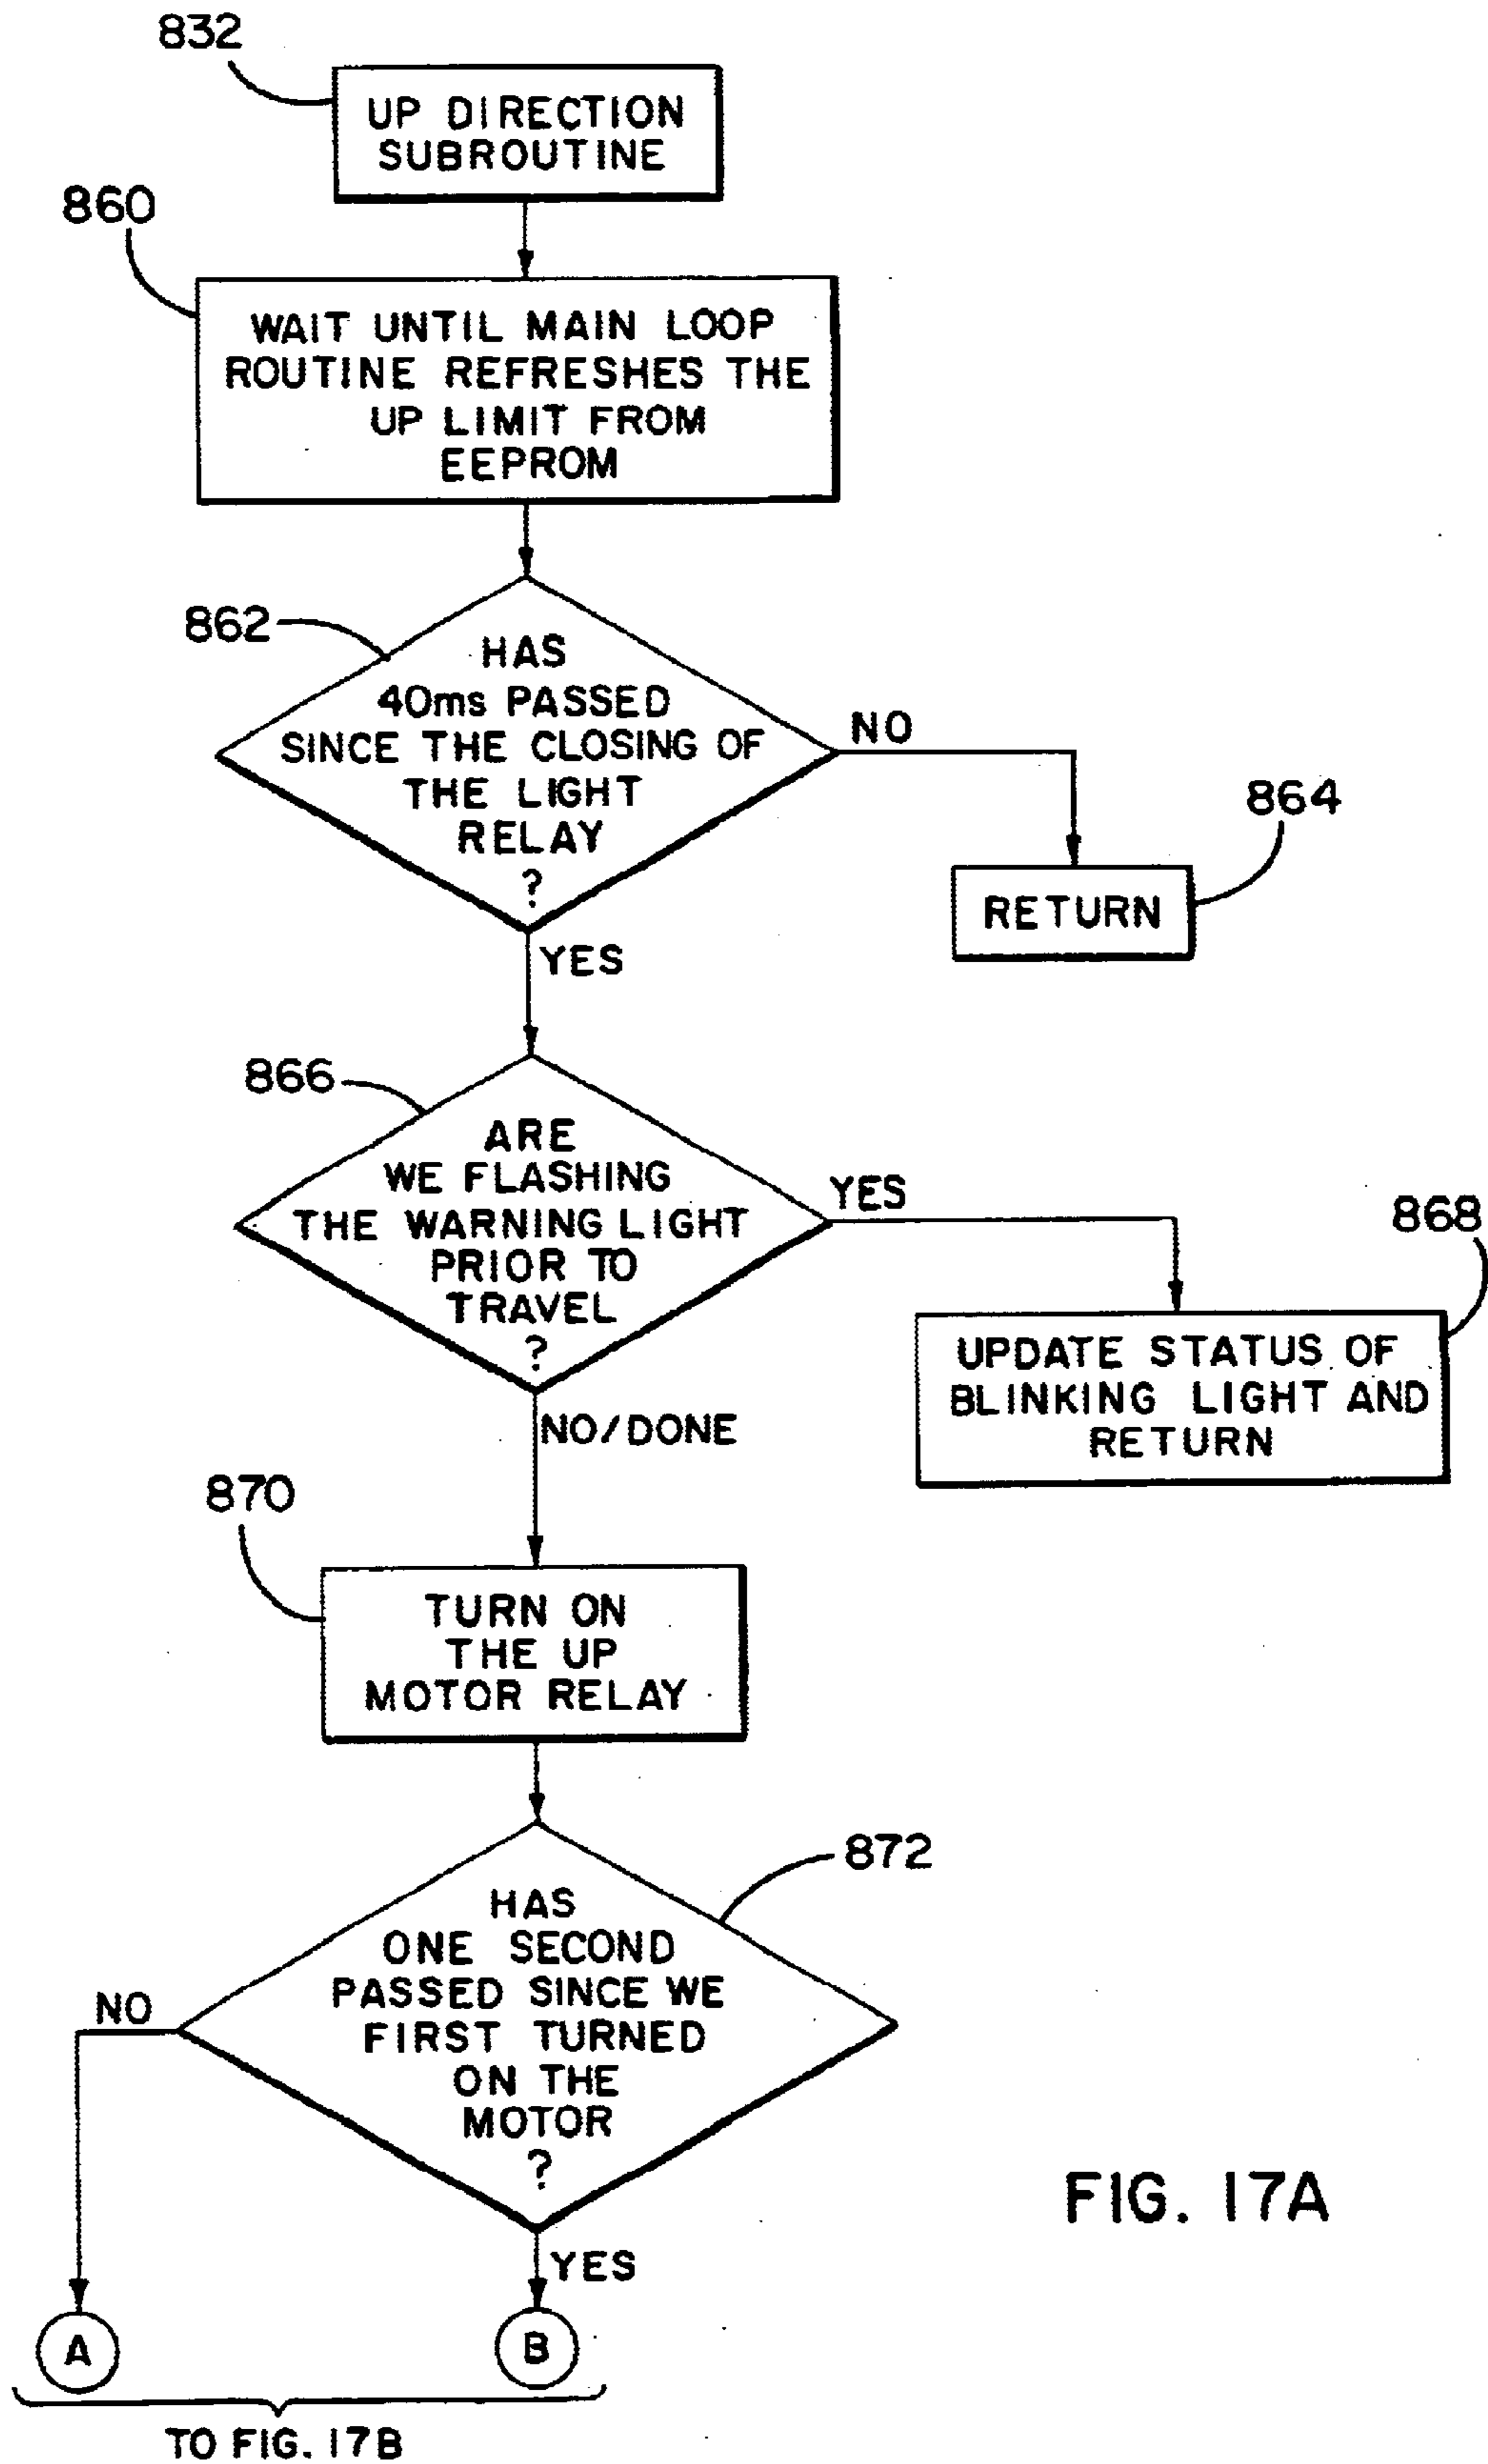 832
UP DIRECTION
SUBROUTINE
860
WAIT UNTIL MAIN LOOP
ROUTINE REFRESHES THE
UP LIMIT FROM
EEPROM
862
HAS
40ms PASSED
SINCE THE CLOSING OF
THE LIGHT
RELAY
?
NO
864
RETURN
YES
866
ARE
WE FLASHING
THE WARNING LIGHT
PRIOR TO
TRAVEL
?
YES
868
UPDATE STATUS OF
BLINKING LIGHT AND
RETURN
NO/DONE
870
TURN ON
THE UP
MOTOR RELAY
872
HAS
ONE SECOND
PASSED SINCE WE
FIRST TURNED
ON THE
MOTOR
?
NO
YES
A
B
TO FIG. 17B
FIG. 17A